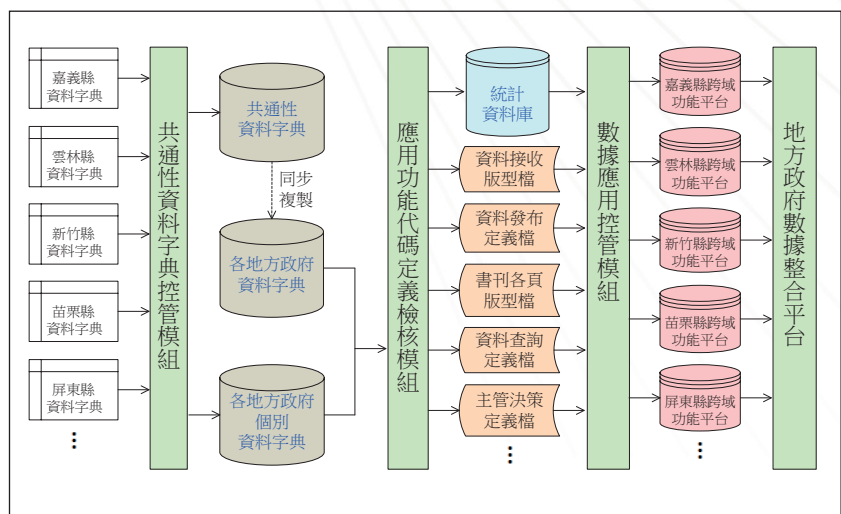 嘉義縣
資料字典
雲林縣
資料字典
新竹縣
資料字典
苗栗縣
資料字典
屏東縣
資料字典
⋮
共通性資料字典控管模組
共通性
資料字典
同步
複製
各地方政府
資料字典
各地方政府
個別
資料字典
應用功能代碼定義檢核模組
統計
資料庫
資料接收
版型檔
資料發布
定義檔
書刊各頁
版型檔
資料查詢
定義檔
主管決策
定義檔
⋮
數據應用控管模組
嘉義縣跨域
功能平台
雲林縣跨域
功能平台
新竹縣跨域
功能平台
苗栗縣跨域
功能平台
屏東縣跨域
功能平台
⋮
地方政府數據整合平台